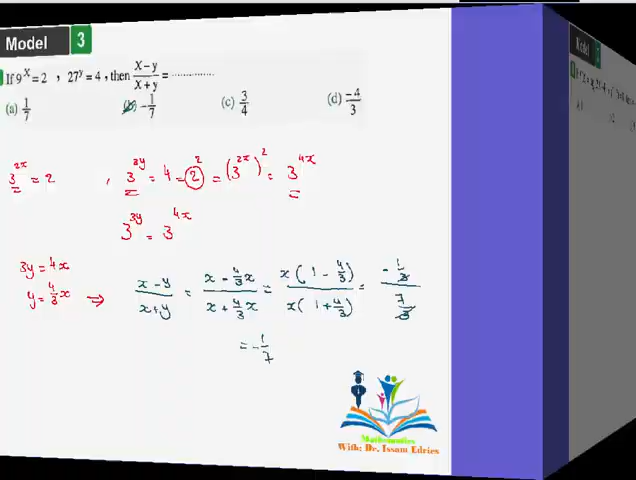 Model 3
If 9^x = 2 , 27^y = 4 , then (x-y)/(x+y) = ..............
(a) 1/7 (b) -1/7 (c) 3/4 (d) -4/3
3^2x = 2 , 3^3y = 4 = 2^2 = (3^2x)^2 = 3^4x
3^3y = 3^4x
3y = 4x
y = 4/3 x ⇒ (x-y)/(x+y) = (x - 4/3 x)/(x + 4/3 x) = x(1 - 4/3)/x(1 + 4/3) = (-1/3)/(7/3)
= -1/7
Mathematics
With: Dr. Issam Edries
Model 3